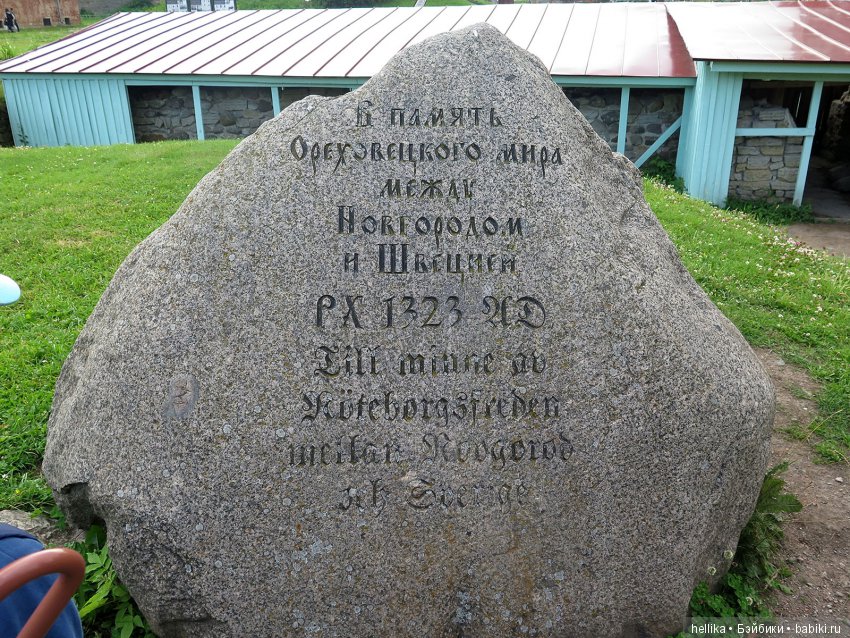 В память
Ореховецкого мира
между
Новгородом
и Швецией
РХ 1323 AD
Till minne av
Nöteborgsfreden
mellan Novgorod
och Sverige
hellika • Бэйбики • babiki.ru